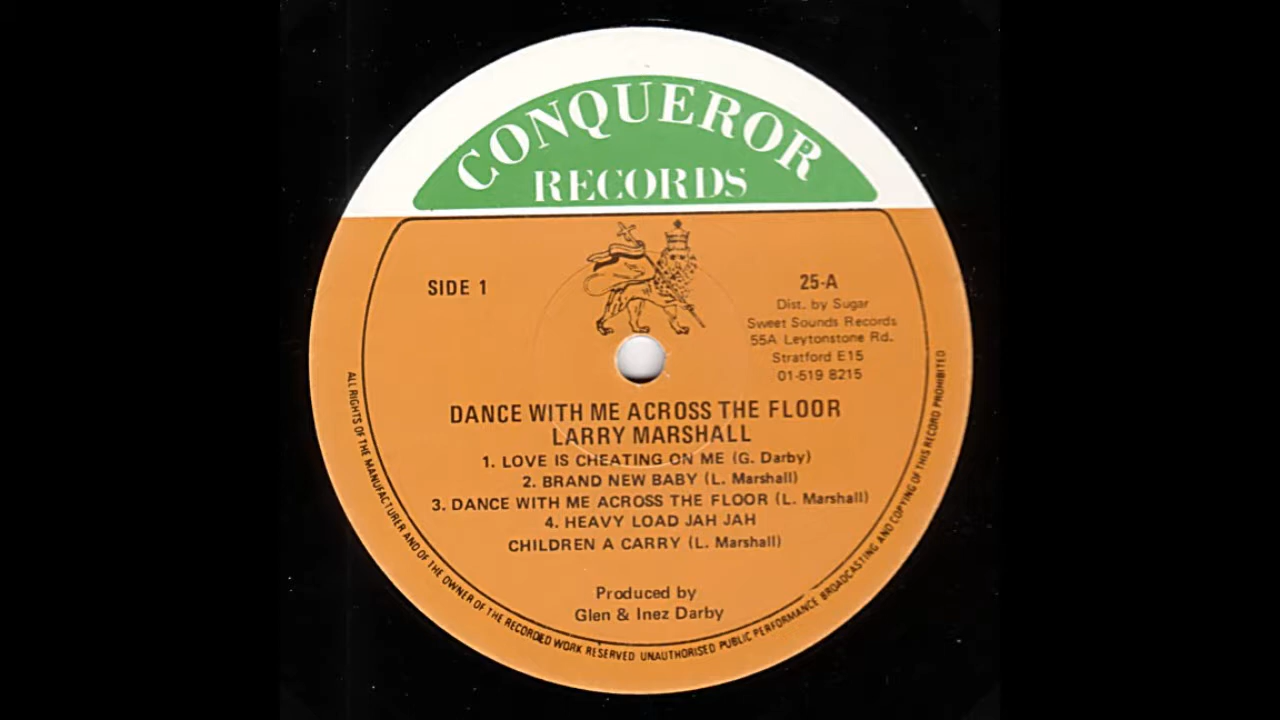 CONQUEROR
RECORDS
SIDE 1
25-A
Dist. by Sugar
Sweet Sounds Records
55A Leytonstone Rd.
Stratford E15
01-519 8215
DANCE WITH ME ACROSS THE FLOOR
LARRY MARSHALL
1. LOVE IS CHEATING ON ME (G. Darby)
2. BRAND NEW BABY (L. Marshall)
3. DANCE WITH ME ACROSS THE FLOOR (L. Marshall)
4. HEAVY LOAD JAH JAH
CHILDREN A CARRY (L. Marshall)
Produced by
Glen & Inez Darby
ALL RIGHTS OF THE MANUFACTURER AND OF THE OWNER OF THE RECORDED WORK RESERVED UNAUTHORISED PUBLIC PERFORMANCE BROADCASTING AND COPYING OF THIS RECORD PROHIBITED